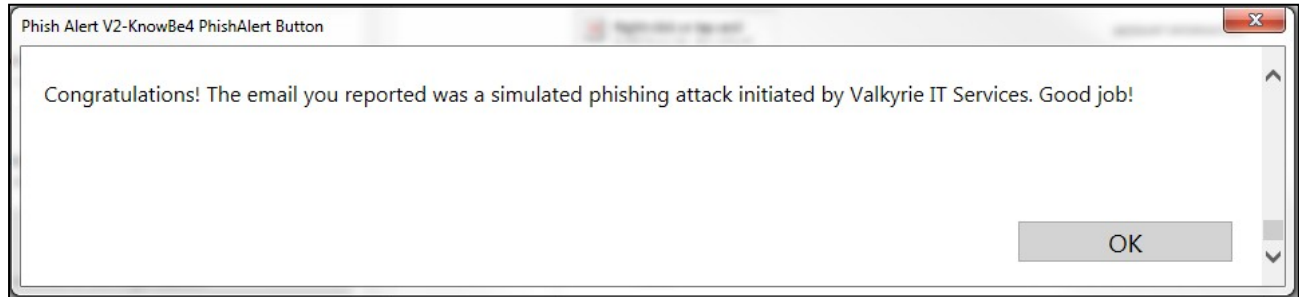 Phish Alert V2-KnowBe4 PhishAlert Button
Congratulations! The email you reported was a simulated phishing attack initiated by Valkyrie IT Services. Good job!
OK